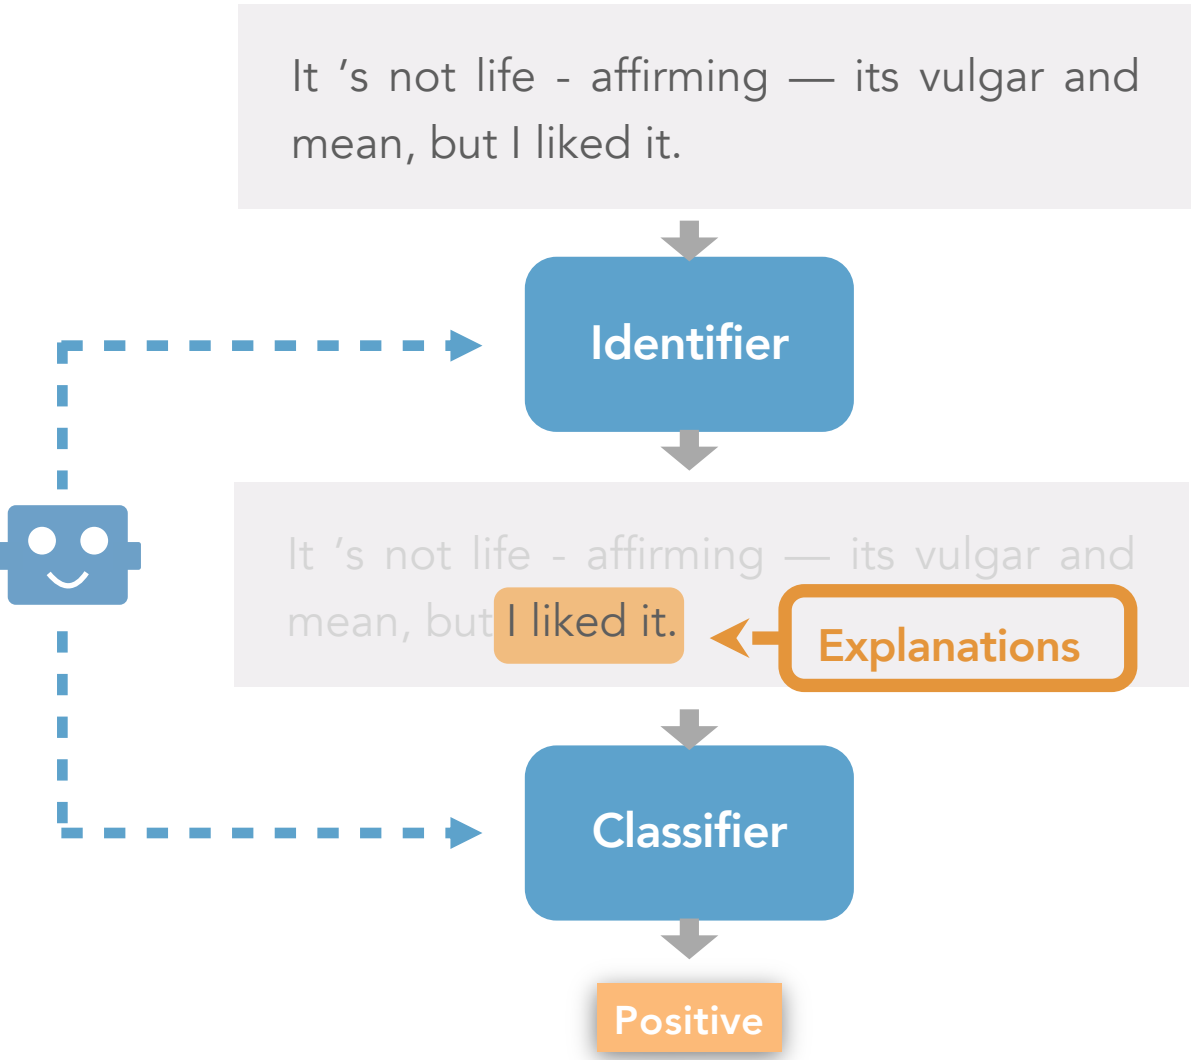 It 's not life - affirming — its vulgar and
mean, but I liked it.
Identifier
It 's not life - affirming — its vulgar and
mean, but I liked it.
Explanations
Classifier
Positive